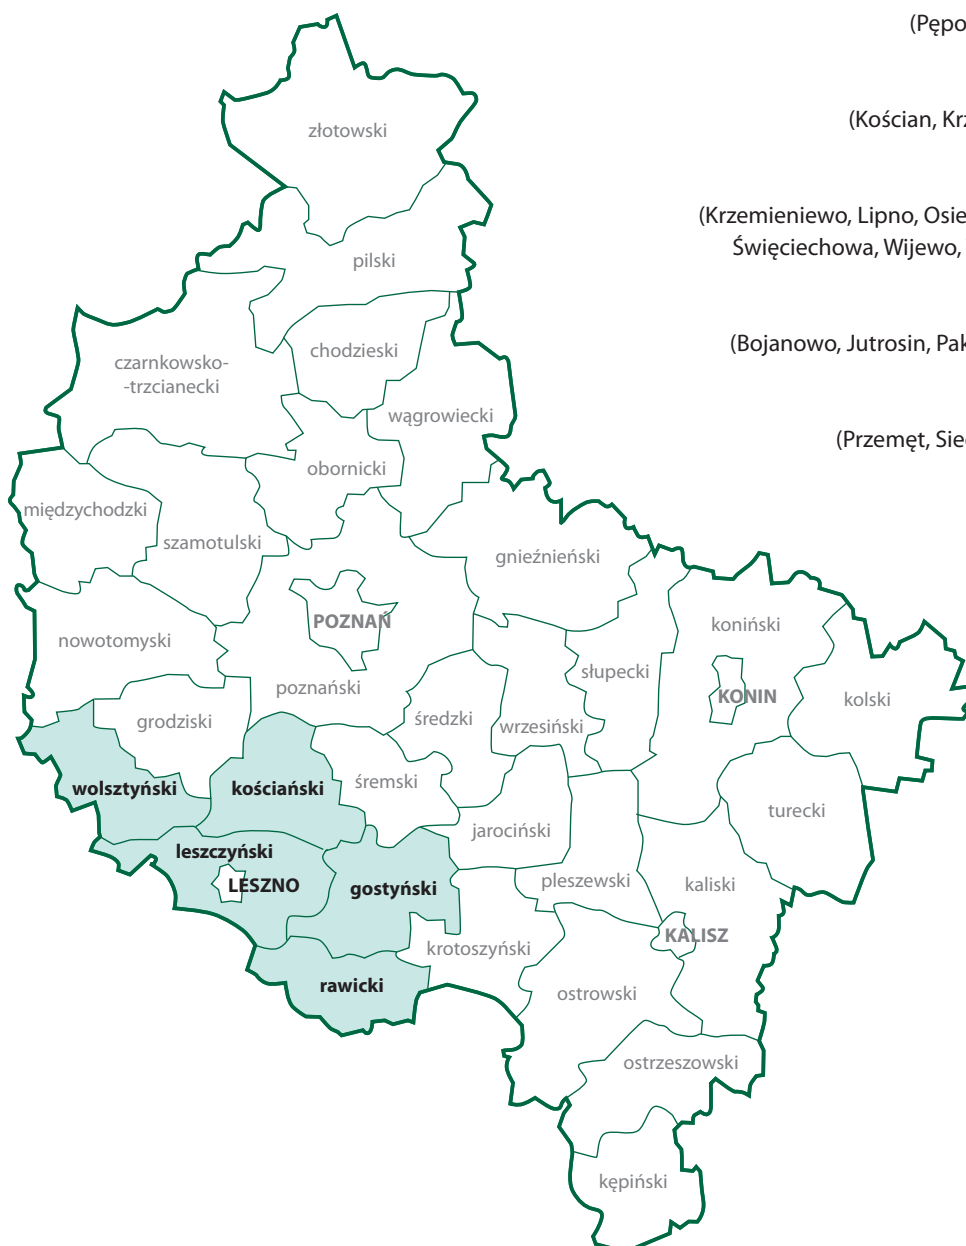 (Pępo
(Kościan, Krz
(Krzemieniewo, Lipno, Osie
Święciechowa, Wijewo,
(Bojanowo, Jutrosin, Pak
(Przemęt, Sied
złotowski
pilski
chodzieski
czarnkowsko-
-trzcianecki
wągrowiecki
obornicki
międzychodzki
szamotulski
gnieźnieński
POZNAŃ
koniński
nowotomyski
słupecki
poznański
KONIN
kolski
grodziski
średzki
wrzesiński
wolsztyński
kościański
śremski
turecki
jarociński
leszczyński
LESZNO
gostyński
pleszewski
kaliski
KALISZ
krotoszyński
rawicki
ostrowski
ostrzeszowski
kępiński